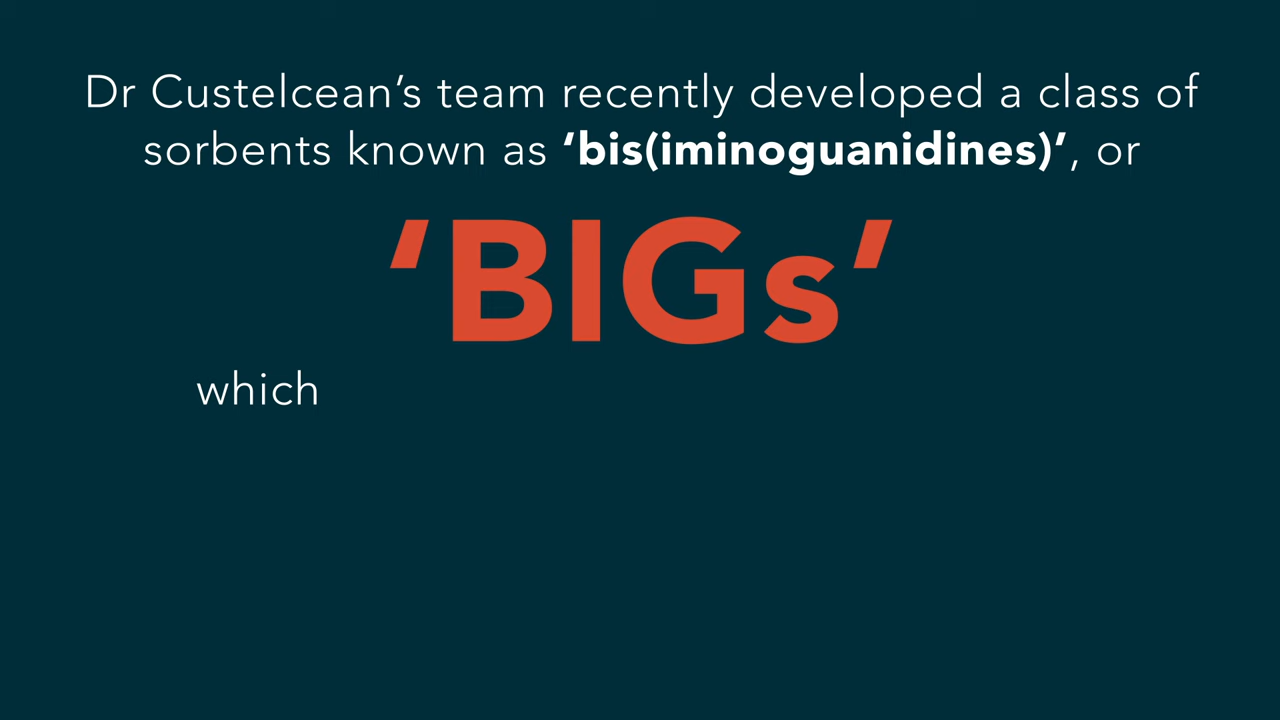 Dr Custelcean’s team recently developed a class of
sorbents known as ‘bis(iminoguanidines)’, or
‘BIGs’
which